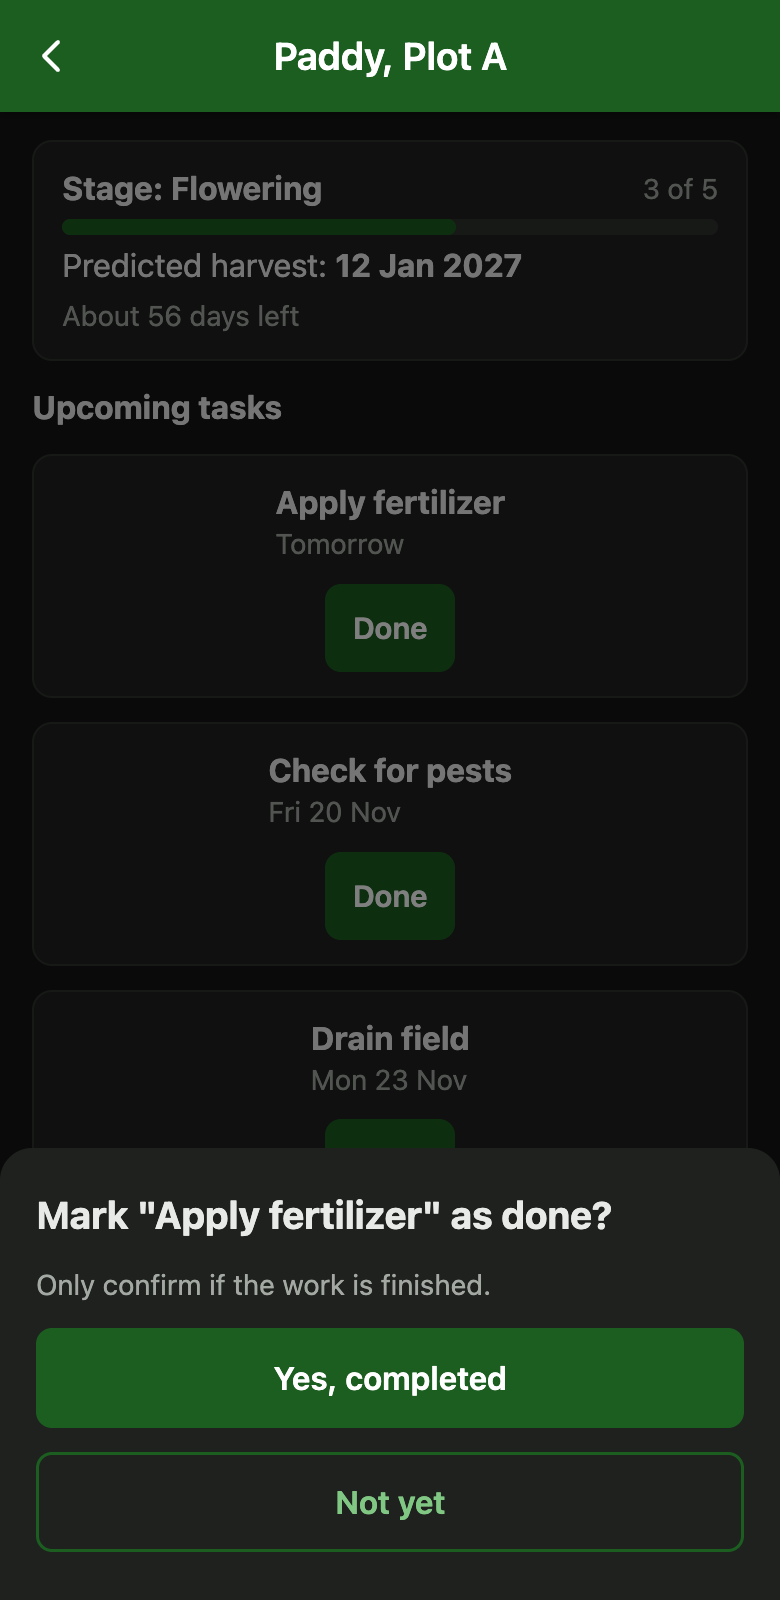 Paddy, Plot A
Stage: Flowering
3 of 5
Predicted harvest: 12 Jan 2027
About 56 days left
Upcoming tasks
Apply fertilizer
Tomorrow
Done
Check for pests
Fri 20 Nov
Done
Drain field
Mon 23 Nov
Mark "Apply fertilizer" as done?
Only confirm if the work is finished.
Yes, completed
Not yet